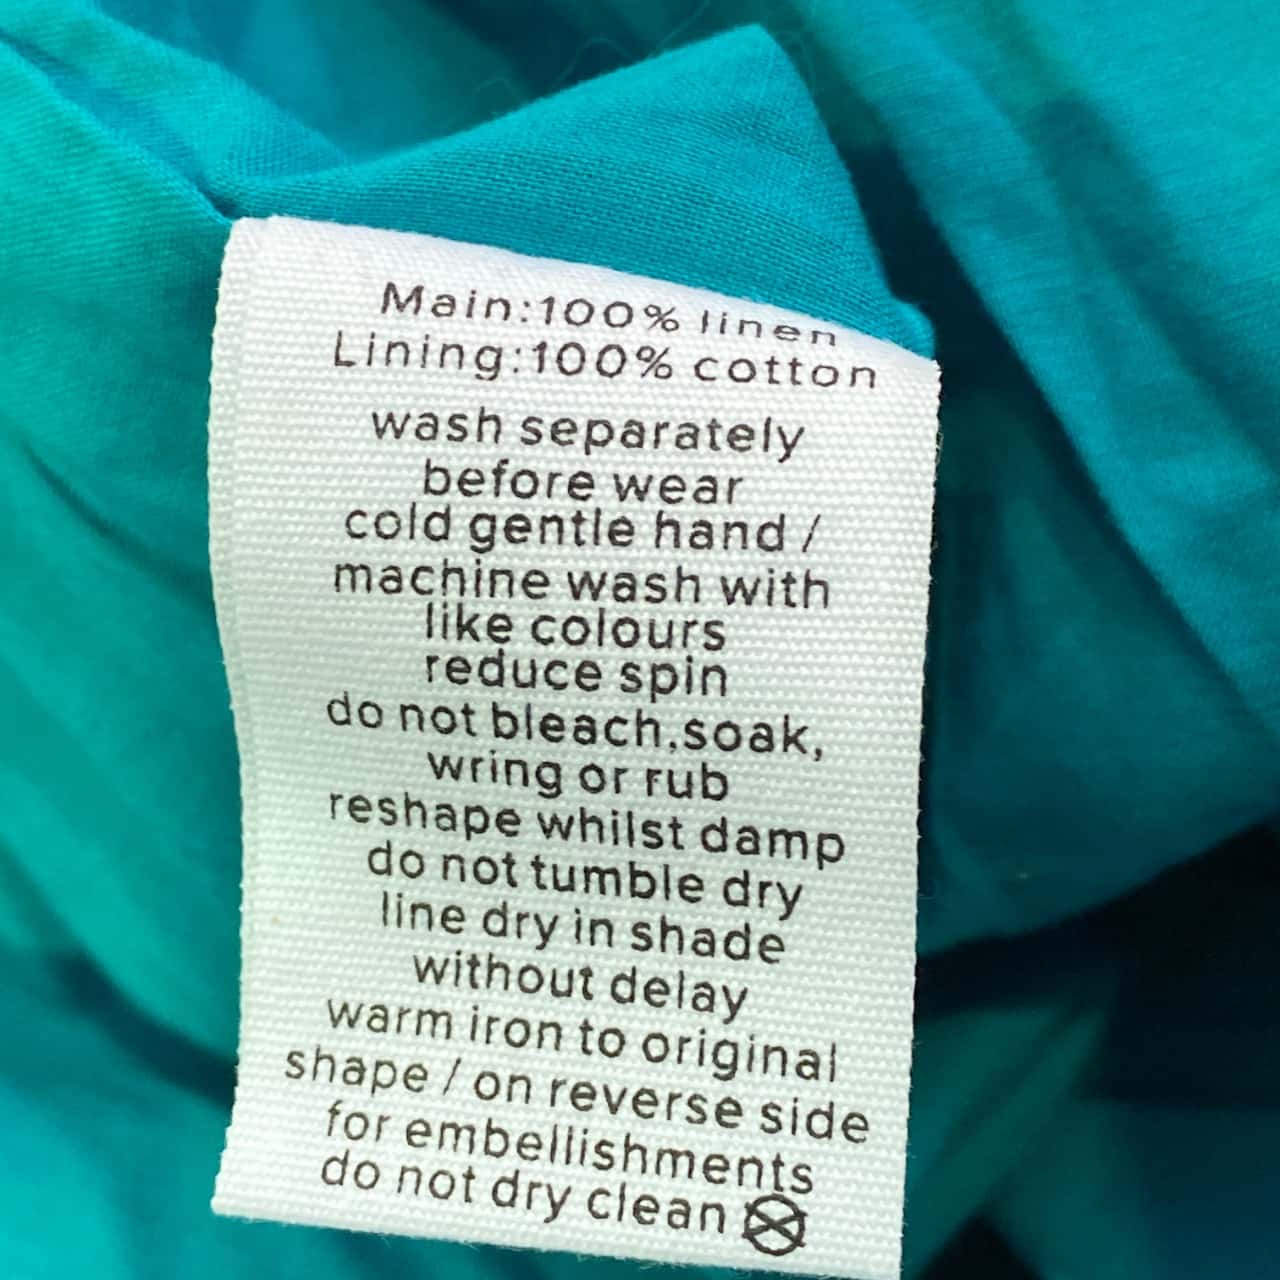 Main:100% linen
Lining:100% cotton
wash separately
before wear
cold gentle hand /
machine wash with
like colours
reduce spin
do not bleach.soak,
wring or rub
reshape whilst damp
do not tumble dry
line dry in shade
without delay
warm iron to original
shape / on reverse side
for embellishments
do not dry clean